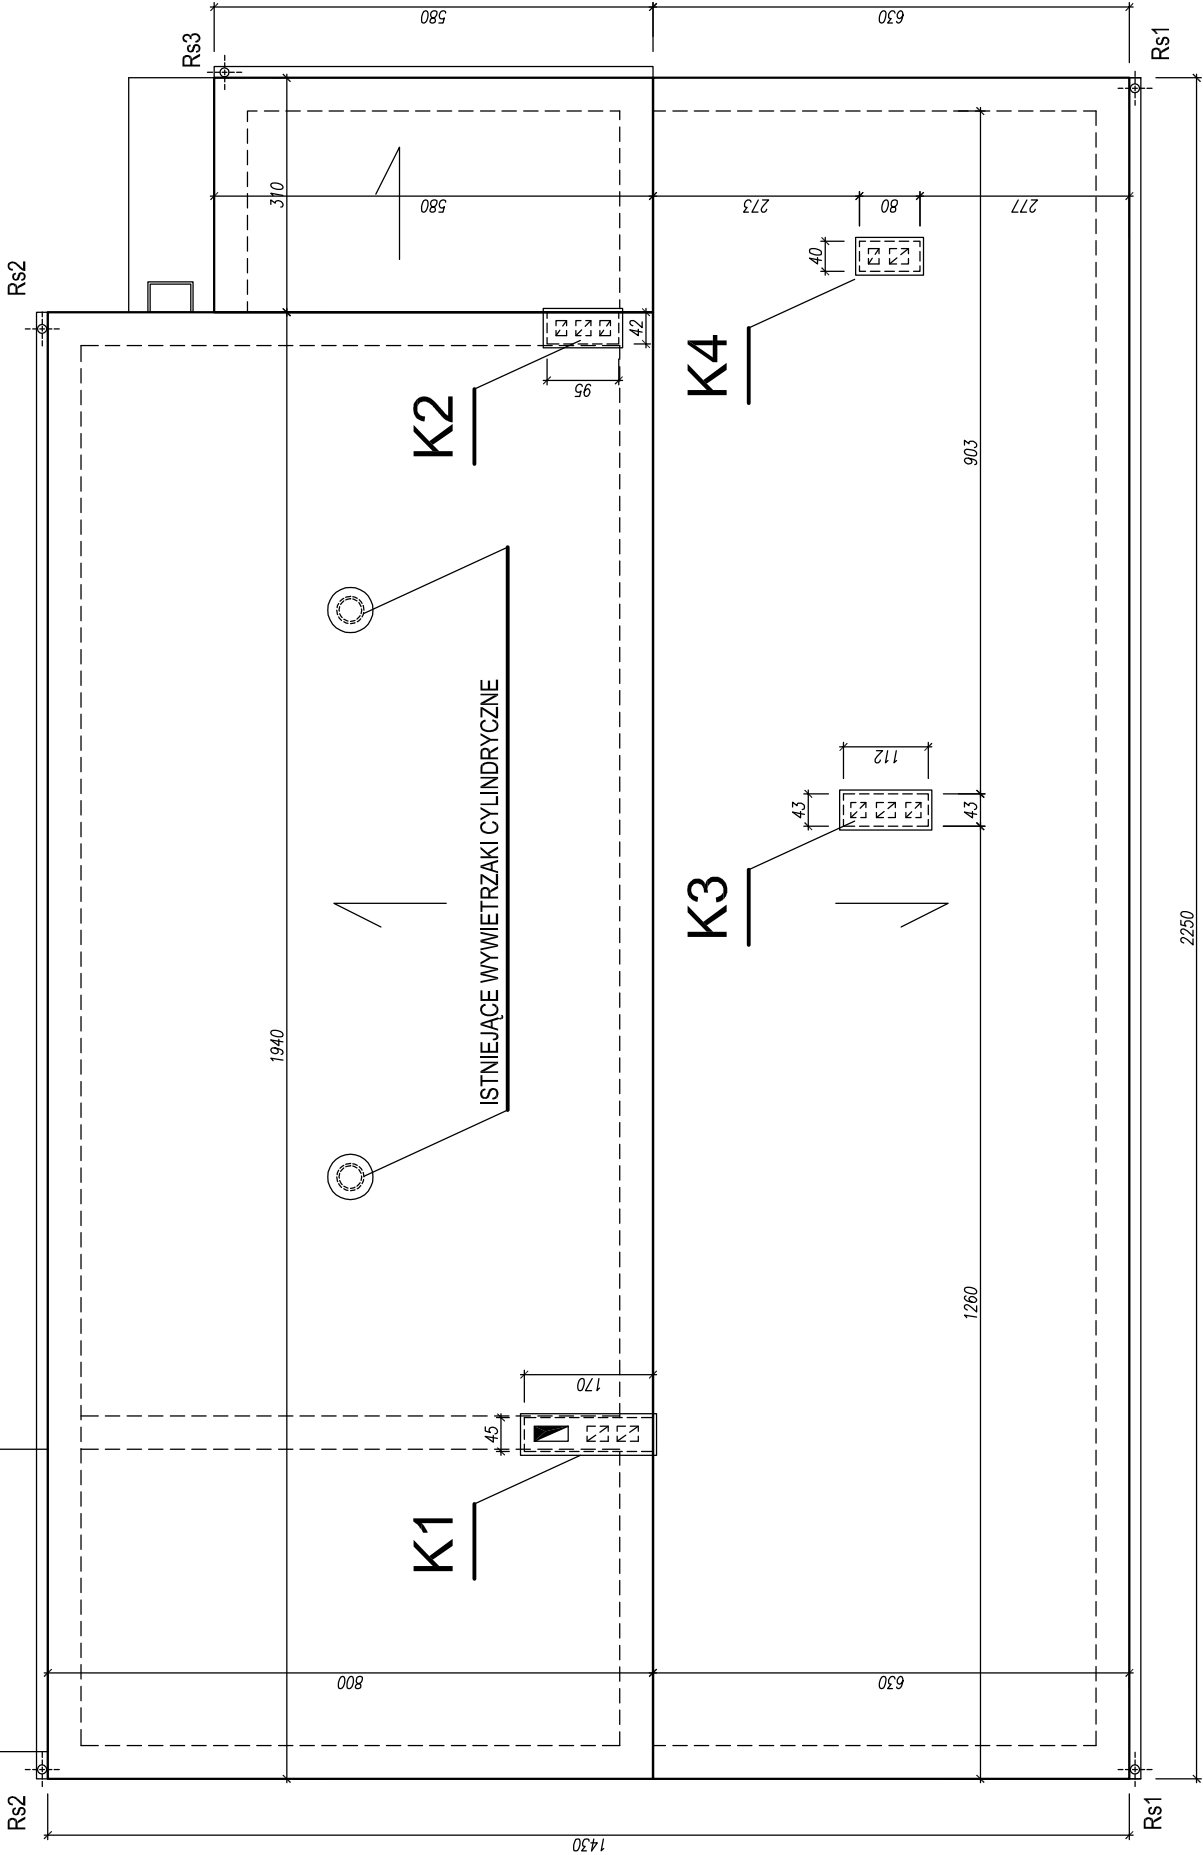 580
630
Rs3
Rs1
310
580
273
80
277
40
Rs2
42
95
K2
K4
903
ISTNIEJĄCE WYWIETRZAKI CYLINDRYCZNE
112
43
43
K3
2250
1940
1260
170
45
K1
800
630
Rs2
Rs1
1430